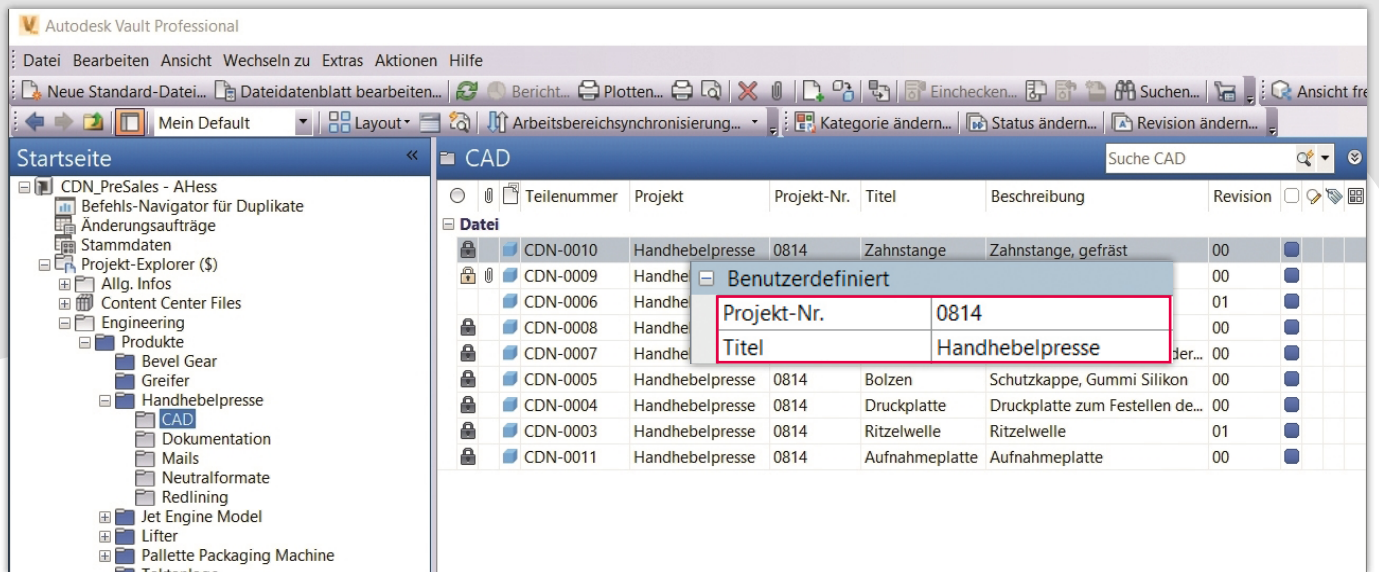 Autodesk Vault Professional
Datei Bearbeiten Ansicht Wechseln zu Extras Aktionen Hilfe
Neue Standard-Datei... Dateidatenblatt bearbeiten... Bericht... Plotten... Einchecken... Suchen... Ansicht fre
Mein Default Layout Arbeitsbereichsynchronisierung... Kategorie ändern... Status ändern... Revision ändern...
Startseite
CDN_PreSales - AHess
Befehls-Navigator für Duplikate
Änderungsaufträge
Stammdaten
Projekt-Explorer ($)
Allg. Infos
Content Center Files
Engineering
Produkte
Bevel Gear
Greifer
Handhebelpresse
CAD
Dokumentation
Mails
Neutralformate
Redlining
Jet Engine Model
Lifter
Pallette Packaging Machine
CAD Suche CAD
Teilenummer Projekt Projekt-Nr. Titel Beschreibung Revision
Datei
CDN-0010 Handhebelpresse 0814 Zahnstange Zahnstange, gefräst 00
CDN-0009 Handhe 00
CDN-0006 Handhe 01
CDN-0008 Handhe 00
CDN-0007 Handhe der... 00
CDN-0005 Handhebelpresse 0814 Bolzen Schutzkappe, Gummi Silikon 00
CDN-0004 Handhebelpresse 0814 Druckplatte Druckplatte zum Festellen de... 00
CDN-0003 Handhebelpresse 0814 Ritzelwelle Ritzelwelle 01
CDN-0011 Handhebelpresse 0814 Aufnahmeplatte Aufnahmeplatte 00
Benutzerdefiniert
Projekt-Nr. 0814
Titel Handhebelpresse